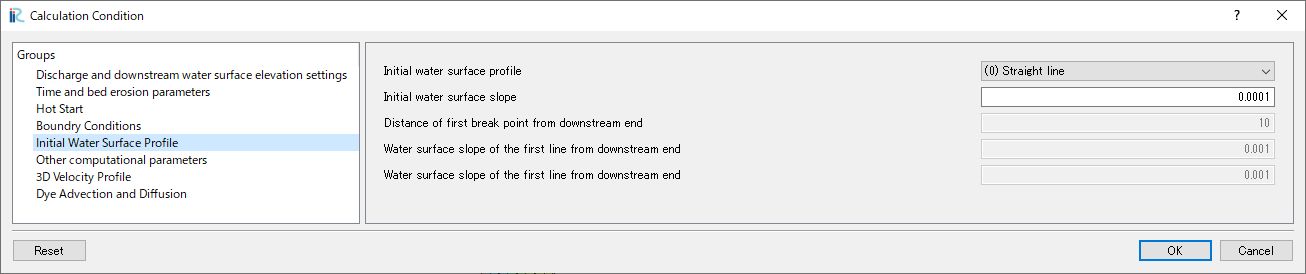 iRIC Calculation Condition
Groups
Discharge and downstream water surface elevation settings
Time and bed erosion parameters
Hot Start
Boundry Conditions
Initial Water Surface Profile
Other computational parameters
3D Velocity Profile
Dye Advection and Diffusion
Initial water surface profile (0) Straight line
Initial water surface slope 0.0001
Distance of first break point from downstream end 10
Water surface slope of the first line from downstream end 0.001
Water surface slope of the first line from downstream end 0.001
Reset OK Cancel